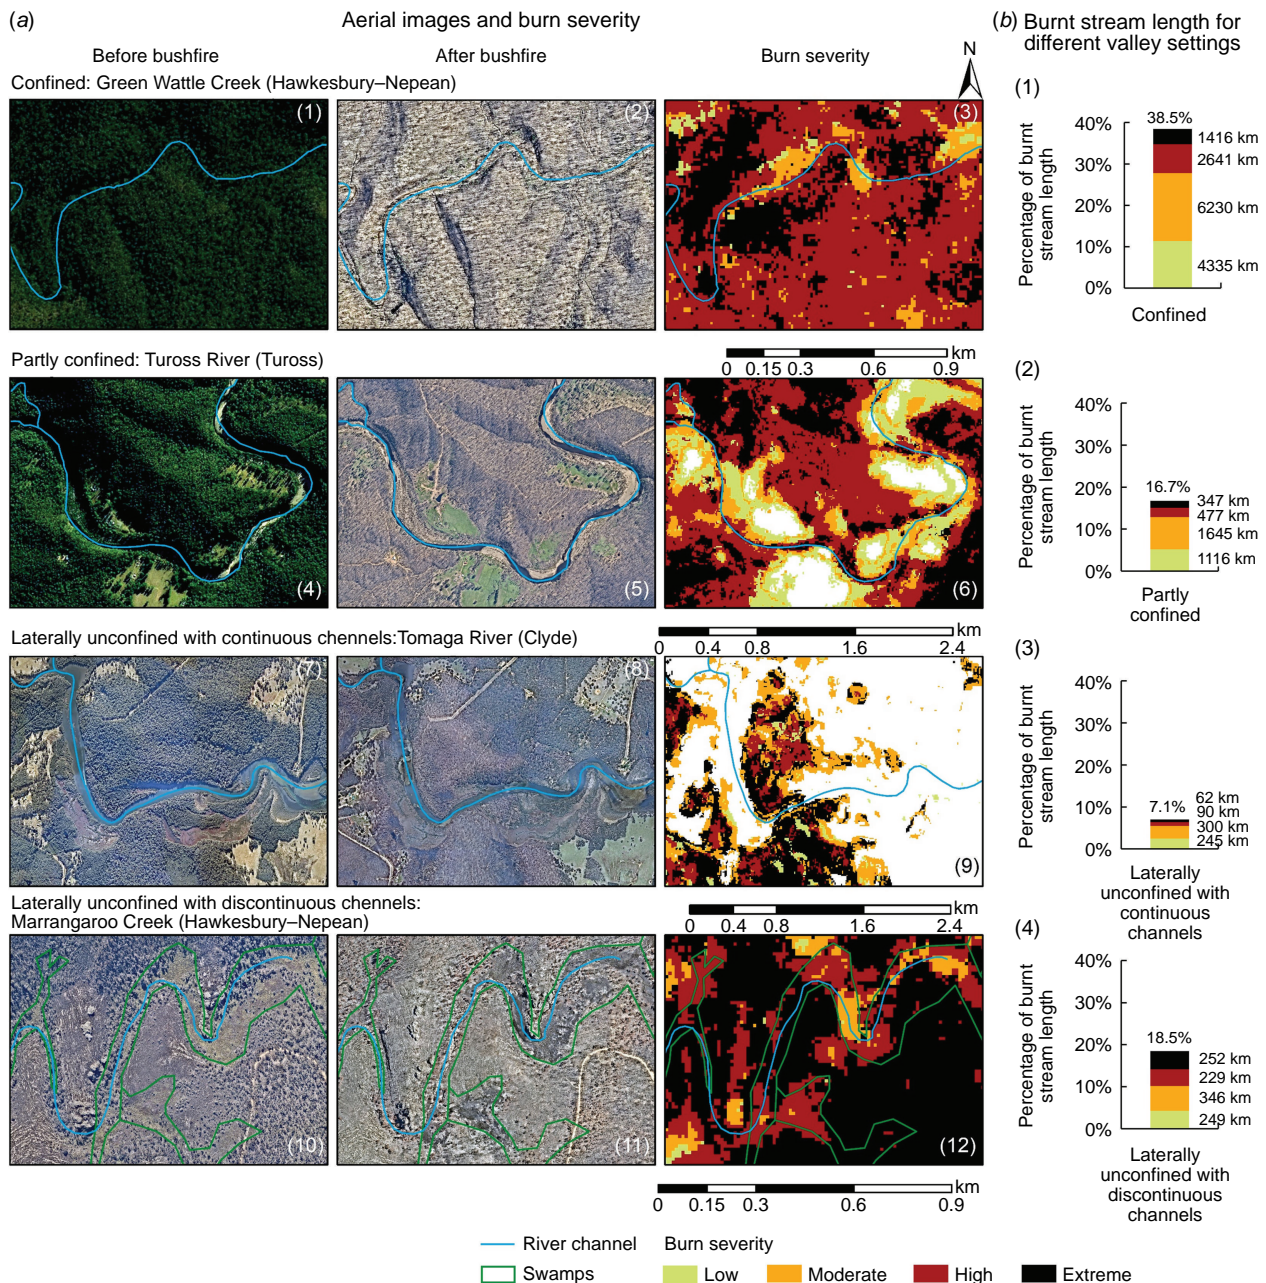 (a)
Aerial images and burn severity
Before bushfire
After bushfire
Burn severity
N
Confined: Green Wattle Creek (Hawkesbury–Nepean)
(1)
(2)
(3)
km
0 0.15 0.3 0.6 0.9
Partly confined: Tuross River (Tuross)
(4)
(5)
(6)
km
0 0.4 0.8 1.6 2.4
Laterally unconfined with continuous channels:Tomaga River (Clyde)
(7)
(8)
(9)
km
0 0.4 0.8 1.6 2.4
Laterally unconfined with discontinuous channels:
Marrangaroo Creek (Hawkesbury–Nepean)
(10)
(11)
(12)
km
0 0.15 0.3 0.6 0.9
River channel
Swamps
Burn severity
Low
Moderate
High
Extreme
(b) Burnt stream length for
different valley settings
(1)
Percentage of burnt
stream length
40%
30%
20%
10%
0%
38.5%
1416 km
2641 km
6230 km
4335 km
Confined
(2)
Percentage of burnt
stream length
40%
30%
20%
10%
0%
16.7%
347 km
477 km
1645 km
1116 km
Partly
confined
(3)
Percentage of burnt
stream length
40%
30%
20%
10%
0%
7.1%
62 km
90 km
300 km
245 km
Laterally
unconfined with
continuous
channels
(4)
Percentage of burnt
stream length
40%
30%
20%
10%
0%
18.5%
252 km
229 km
346 km
249 km
Laterally
unconfined with
discontinuous
channels